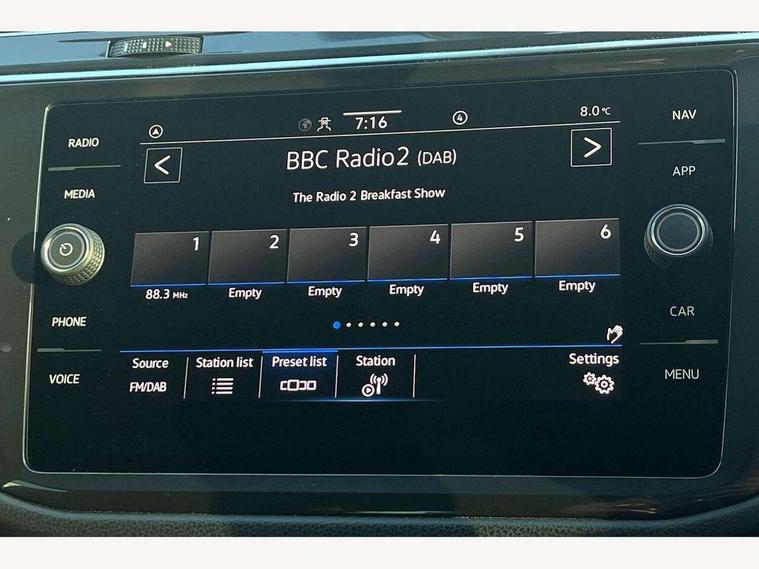 7:16
4
8.0°C
RADIO
NAV
BBC Radio2 (DAB)
< >
MEDIA
APP
The Radio 2 Breakfast Show
1 2 3 4 5 6
88.3 MHz Empty Empty Empty Empty Empty
PHONE
CAR
Source Station list Preset list Station Settings
FM/DAB
VOICE
MENU